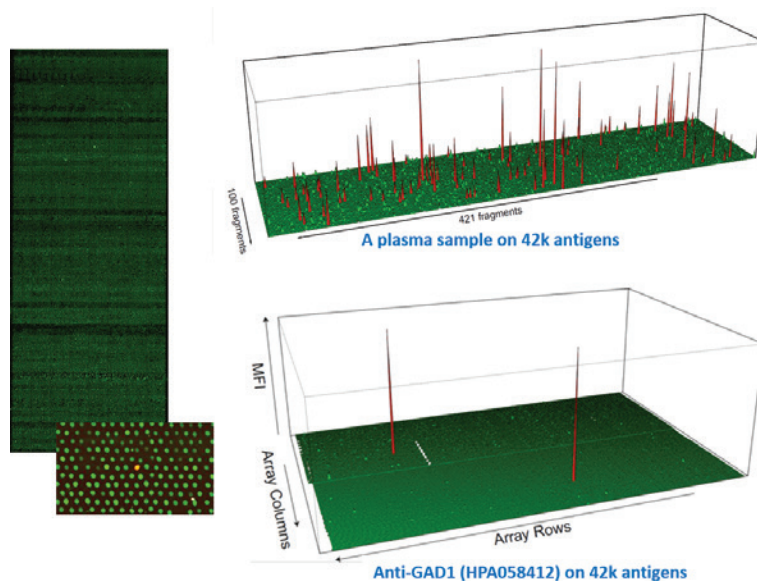 100 fragments
421 fragments
A plasma sample on 42k antigens
MFI
Array Columns
Array Rows
Anti-GAD1 (HPA058412) on 42k antigens